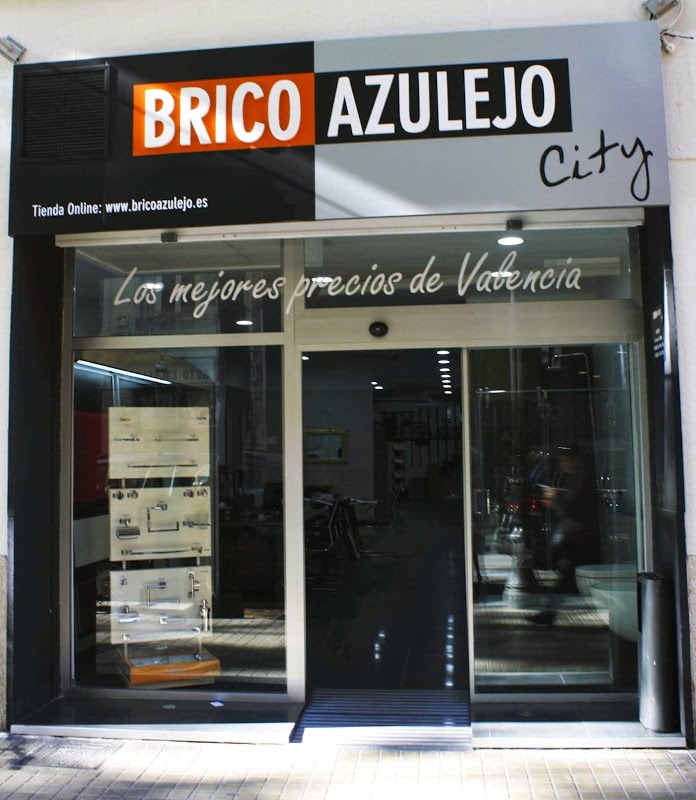 BRICO AZULEJO
City
Tienda Online: www.bricoazulejo.es
Los mejores precios de Valencia